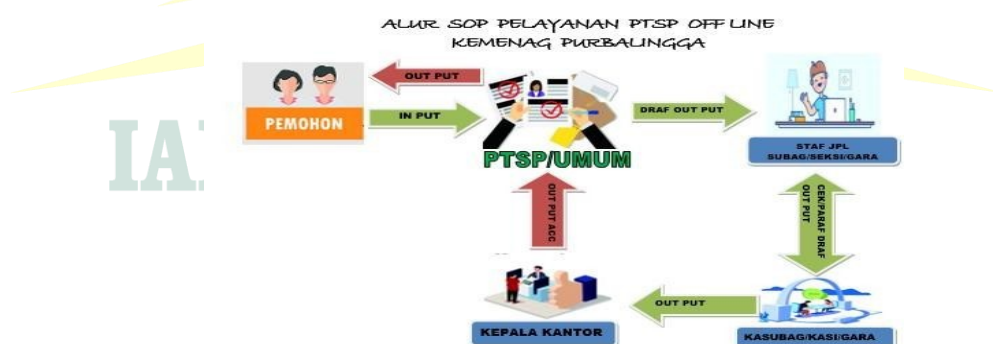 ALUR SOP PELAYANAN PTSP OFF LINE
KEMENAG PURBALINGGA
OUT PUT
IN PUT
PEMOHON
PTSP/UMUM
DRAF OUT PUT
STAF JPL
SUBAG/SEKSI/GARA
OUT PUT ACC
CEK/PARAF DRAF
OUT PUT
OUT PUT
KEPALA KANTOR
KASUBAG/KASI/GARA